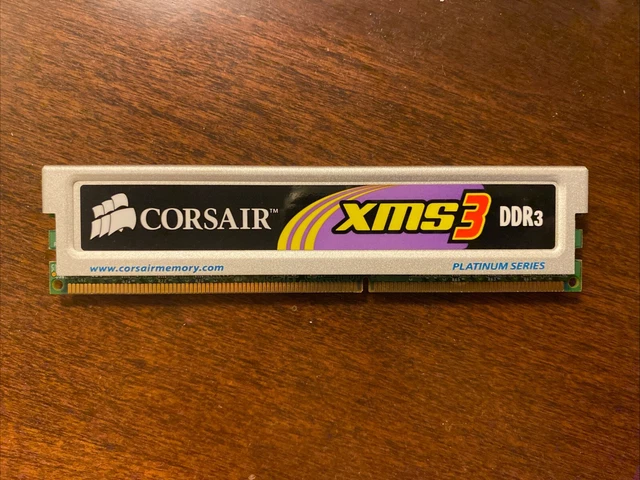 CORSAIR™ XMS3 DDR3
www.corsairmemory.com PLATINUM SERIES